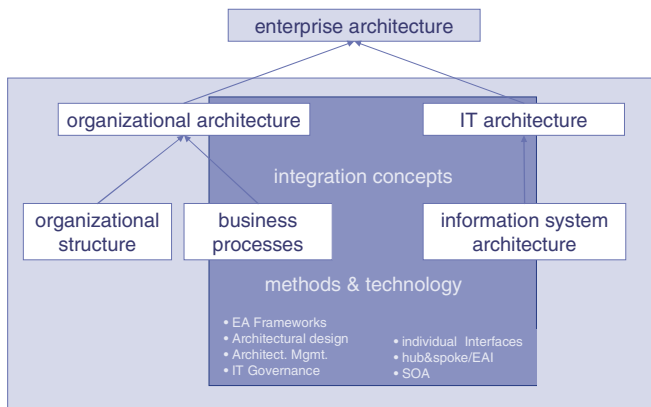 enterprise architecture
organizational architecture
IT architecture
integration concepts
organizational
structure
business
processes
information system
architecture
methods & technology
• EA Frameworks
• Architectural design
• Architect. Mgmt.
• IT Governance
• individual Interfaces
• hub&spoke/EAI
• SOA